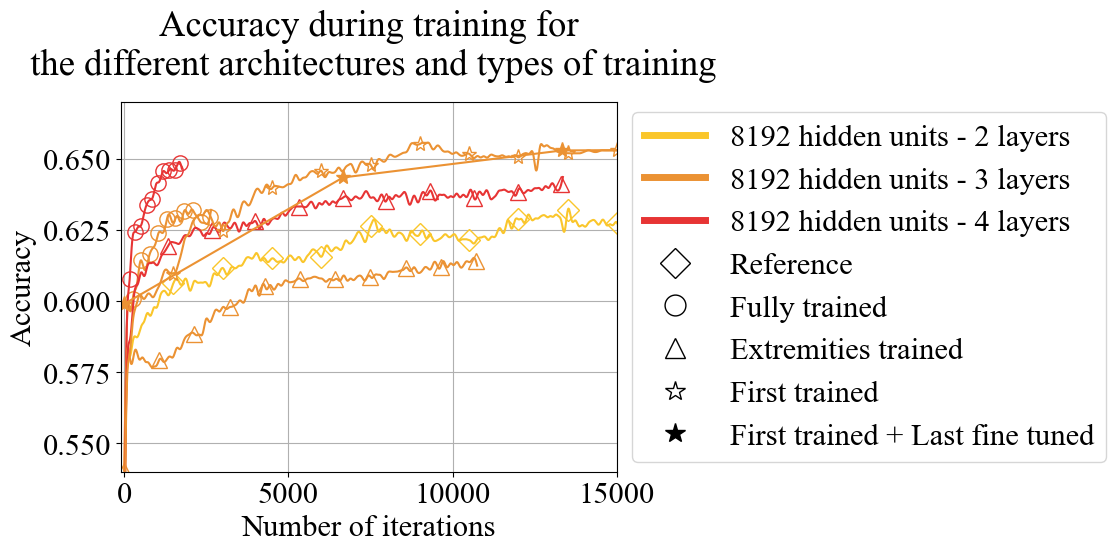 Accuracy during training for
the different architectures and types of training
Accuracy
0.650
0.625
0.600
0.575
0.550
0
5000
10000
15000
Number of iterations
8192 hidden units - 2 layers
8192 hidden units - 3 layers
8192 hidden units - 4 layers
Reference
Fully trained
Extremities trained
First trained
First trained + Last fine tuned